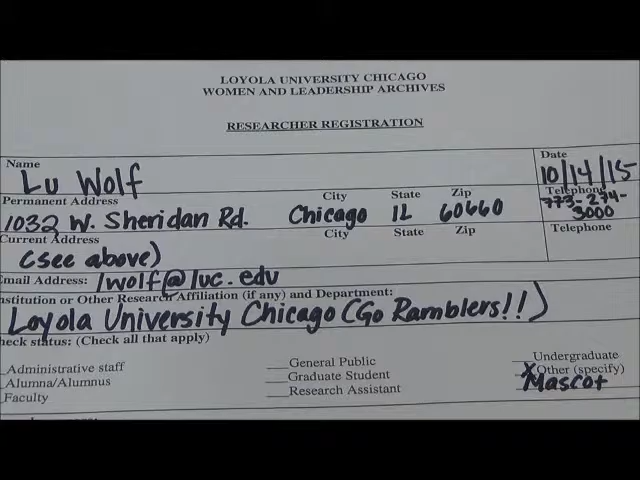 LOYOLA UNIVERSITY CHICAGO
WOMEN AND LEADERSHIP ARCHIVES
RESEARCHER REGISTRATION
Name Date
Lu Wolf 10/14/15
Permanent Address City State Zip Telephone
1032 W. Sheridan Rd. Chicago IL 60660 773-274-3000
Current Address City State Zip Telephone
(see above)
Email Address: lwolf@luc.edu
nstitution or Other Research Affiliation (if any) and Department:
Loyola University Chicago (Go Ramblers!!)
heck status: (Check all that apply)
Administrative staff General Public Undergraduate
Alumna/Alumnus Graduate Student X Other (specify)
Faculty Research Assistant Mascot